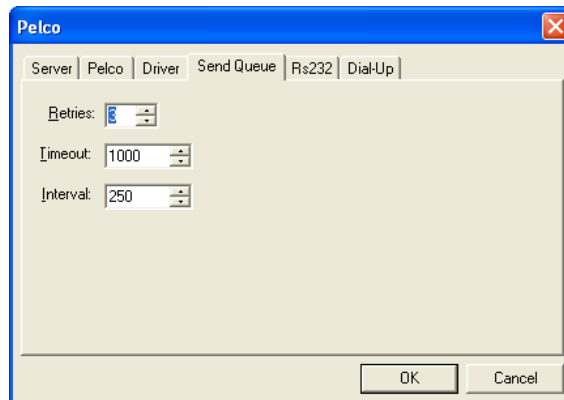 Pelco
Server Pelco Driver Send Queue Rs232 Dial-Up
Retries: 3
Timeout: 1000
Interval: 250
OK Cancel